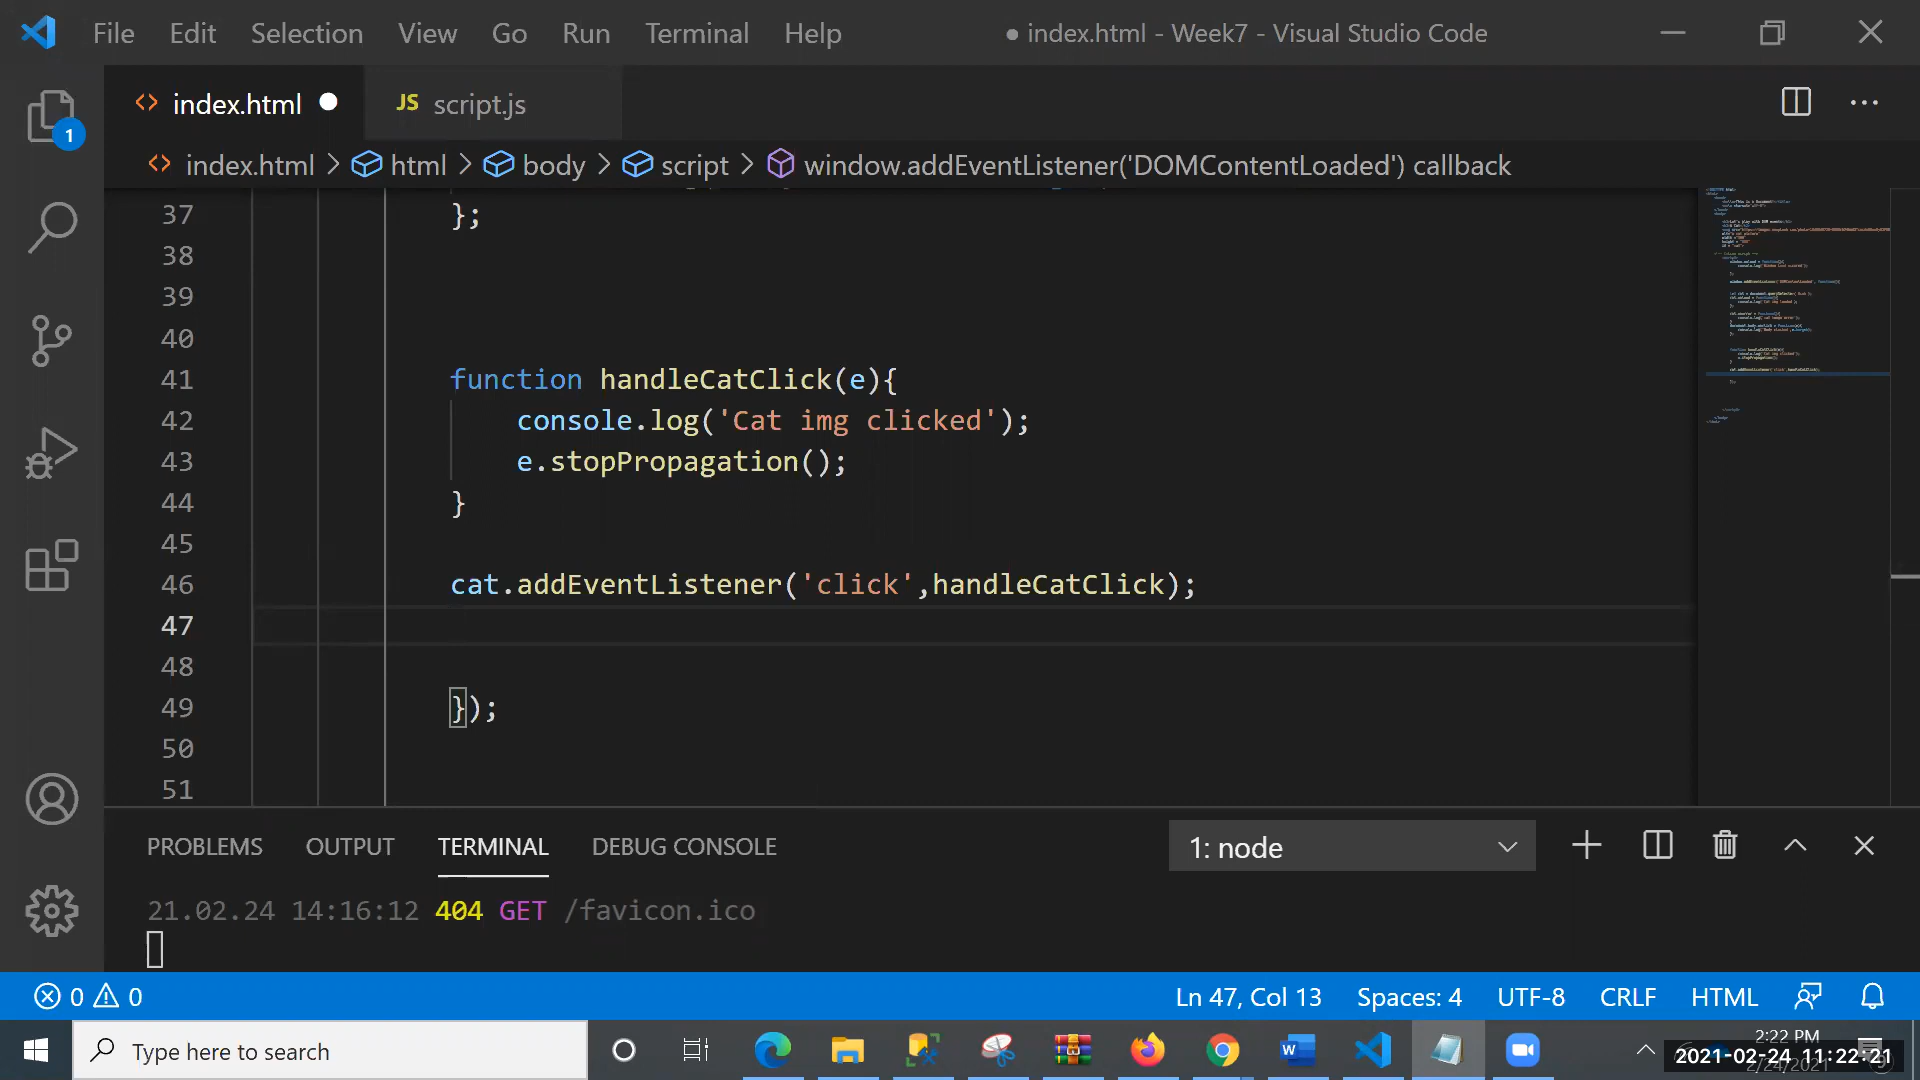 File Edit Selection View Go Run Terminal Help ● index.html - Week7 - Visual Studio Code
index.html ● JS script.js
index.html > html > body > script > window.addEventListener('DOMContentLoaded') callback
37 };
38
39
40
41 function handleCatClick(e){
42 console.log('Cat img clicked');
43 e.stopPropagation();
44 }
45
46 cat.addEventListener('click',handleCatClick);
47
48
49 });
50
51
1
PROBLEMS OUTPUT TERMINAL DEBUG CONSOLE 1: node
21.02.24 14:16:12 404 GET /favicon.ico
0 0 Ln 47, Col 13 Spaces: 4 UTF-8 CRLF HTML
Type here to search
2:22 PM
2021-02-24 11:22:21